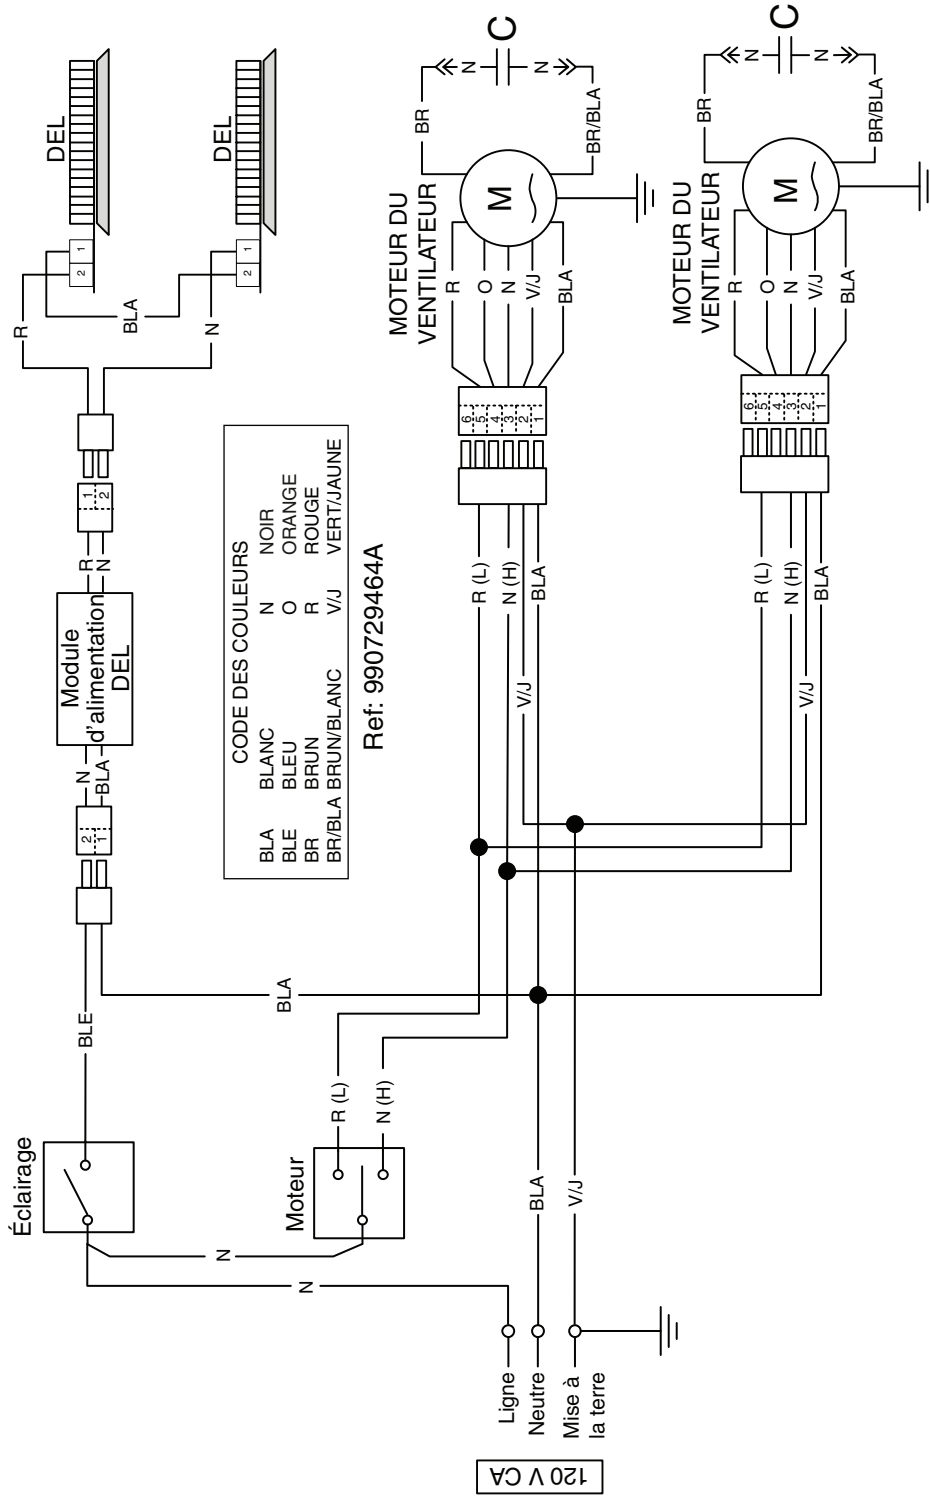 DEL
DEL
1
2
1
2
R
BLA
N
1
2
R
N
Module
d'alimentation
DEL
N
BLA
2
1
BLE
BLA
Éclairage
Moteur
R (L)
N (H)
N
N
CODE DES COULEURS
BLA BLANC N NOIR
BLE BLEU O ORANGE
BR BRUN R ROUGE
BR/BLA BRUN/BLANC V/J VERT/JAUNE
Ref: 990729464A
MOTEUR DU
VENTILATEUR
M
C
BR
N
N
BR/BLA
R
O
N
V/J
BLA
6
5
4
3
2
1
R (L)
N (H)
V/J
BLA
MOTEUR DU
VENTILATEUR
M
C
BR
N
N
BR/BLA
R
O
N
V/J
BLA
6
5
4
3
2
1
R (L)
N (H)
V/J
BLA
BLA
V/J
Ligne
Neutre
Mise à
la terre
120 V CA